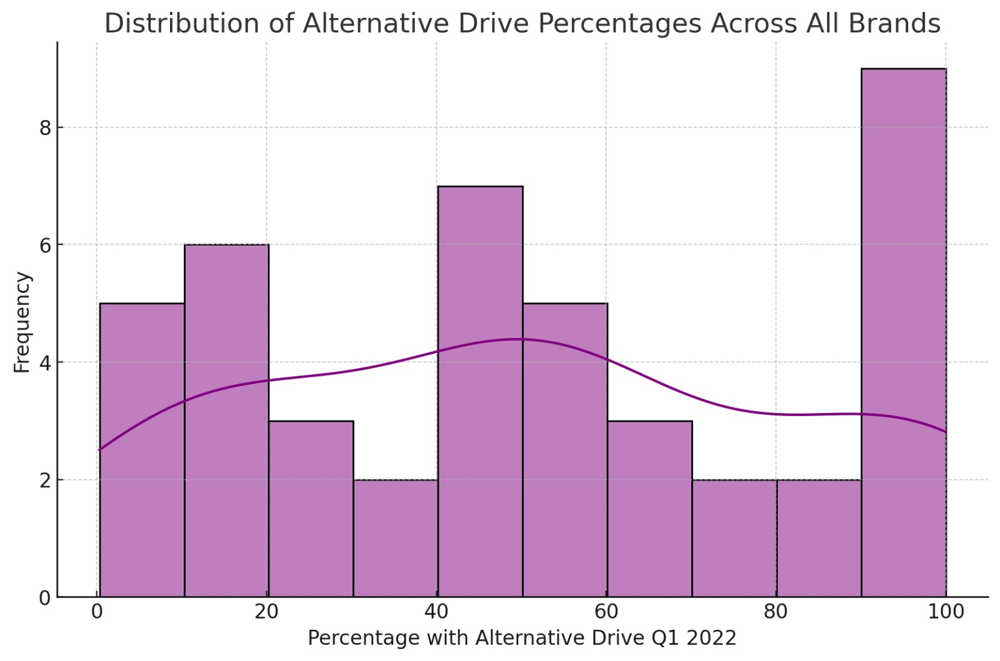 Distribution of Alternative Drive Percentages Across All Brands
Frequency
8
6
4
2
0
0 20 40 60 80 100
Percentage with Alternative Drive Q1 2022